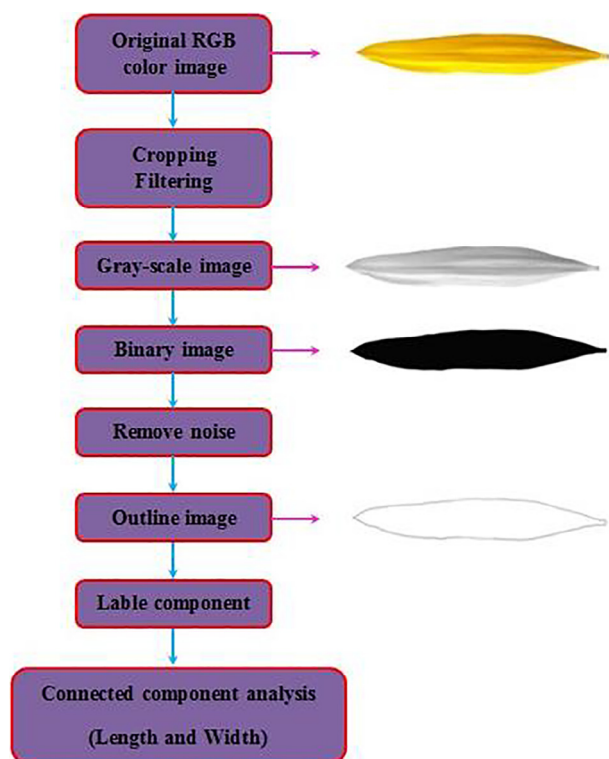 Original RGB
color image
Cropping
Filtering
Gray-scale image
Binary image
Remove noise
Outline image
Lable component
Connected component analysis
(Length and Width)